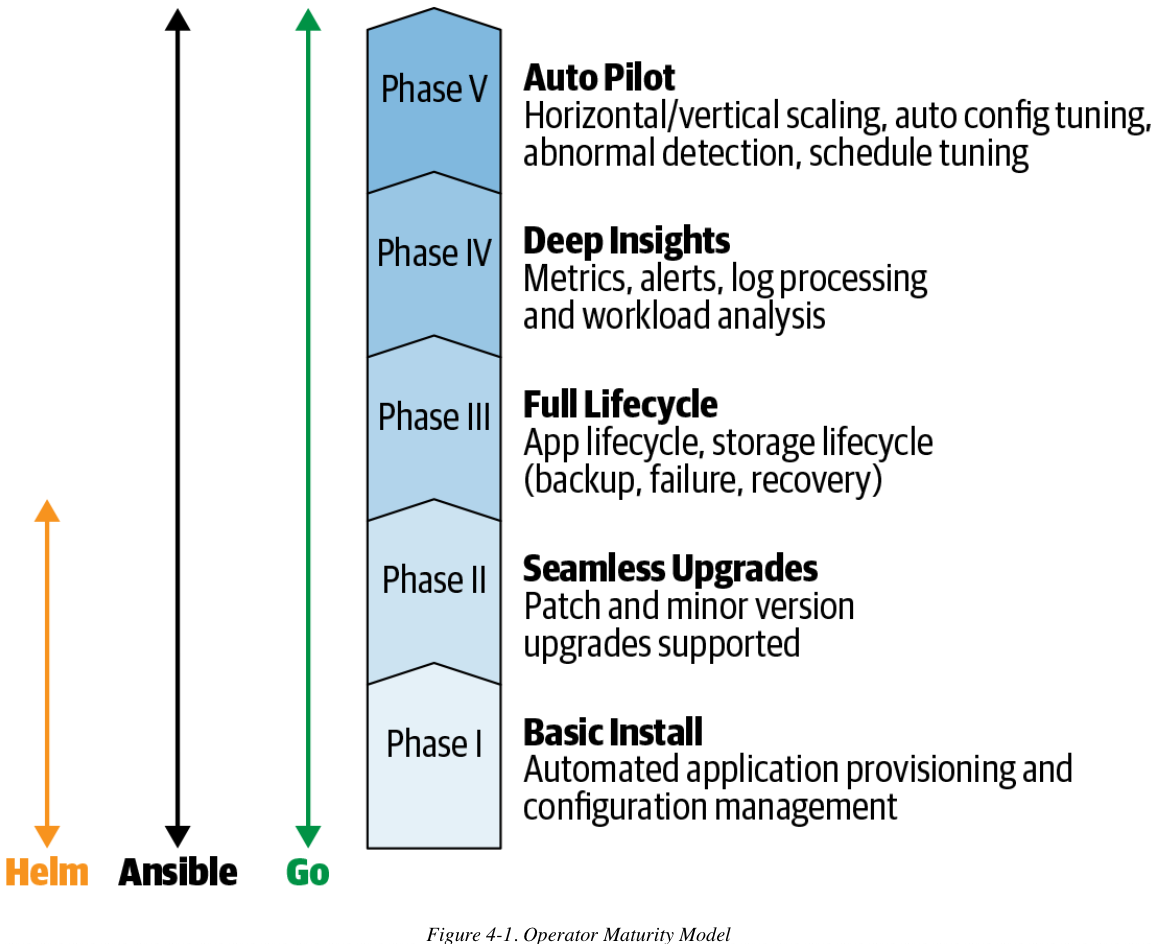 Phase V
Auto Pilot
Horizontal/vertical scaling, auto config tuning,
abnormal detection, schedule tuning
Phase IV
Deep Insights
Metrics, alerts, log processing
and workload analysis
Phase III
Full Lifecycle
App lifecycle, storage lifecycle
(backup, failure, recovery)
Phase II
Seamless Upgrades
Patch and minor version
upgrades supported
Phase I
Basic Install
Automated application provisioning and
configuration management
Helm
Ansible
Go
Figure 4-1. Operator Maturity Model